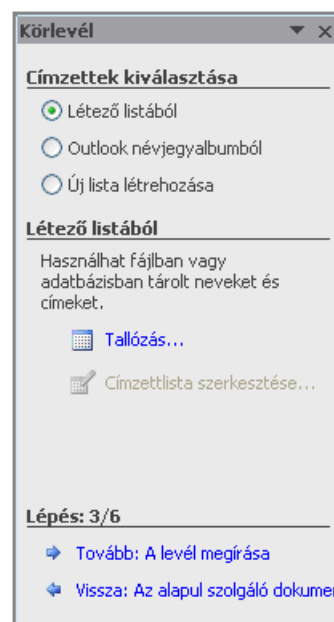 Körlevél
Címzettek kiválasztása
Létező listából
Outlook névjegyalbumból
Új lista létrehozása
Létező listából
Használhat fájlban vagy
adatbázisban tárolt neveket és
címeket.
Tallózás...
Címzettlista szerkesztése...
Lépés: 3/6
Tovább: A levél megírása
Vissza: Az alapul szolgáló dokume